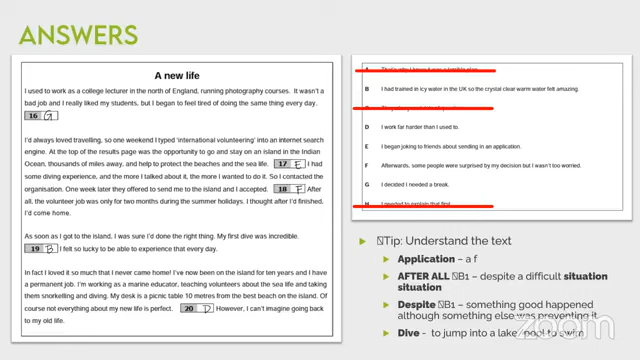 ANSWERS
A new life
I used to work as a college lecturer in the north of England, running photography courses. It wasn't a
bad job and I really liked my students, but I began to feel tired of doing the same thing every day.
16 G
I'd always loved travelling, so one weekend I typed 'international volunteering' into an internet search
engine. At the top of the results page was the opportunity to go and stay on an island in the Indian
Ocean, thousands of miles away, and help to protect the beaches and the sea life. 17 E I had
some diving experience, and the more I talked about it, the more I wanted to do it. So I contacted the
organisation. One week later they offered to send me to the island and I accepted. 18 F After
all, the volunteer job was only for two months during the summer holidays. I thought after I'd finished,
I'd come home.
As soon as I got to the island, I was sure I'd done the right thing. My first dive was incredible.
19 B I felt so lucky to be able to experience that every day.
In fact I loved it so much that I never came home! I've now been on the island for ten years and I
have a permanent job. I'm working as a marine educator, teaching volunteers about the sea life and taking
them snorkelling and diving. My desk is a picnic table 10 metres from the best beach on the island. Of
course not everything about my new life is perfect. 20 D However, I can't imagine going back
to my old life.
B I had trained in icy water in the UK so the crystal clear warm water felt amazing.
D I work far harder than I used to.
E I began joking to friends about sending in an application.
F Afterwards, some people were surprised by my decision but I wasn't too worried.
G I decided I needed a break.
H I needed to explain that first.
Tip: Understand the text
Application – a f
AFTER ALL B1 – despite a difficult situation
situation
Despite B1 – something good happened
although something else was preventing it
Dive - to jump into a lake/pool to swim
zoom